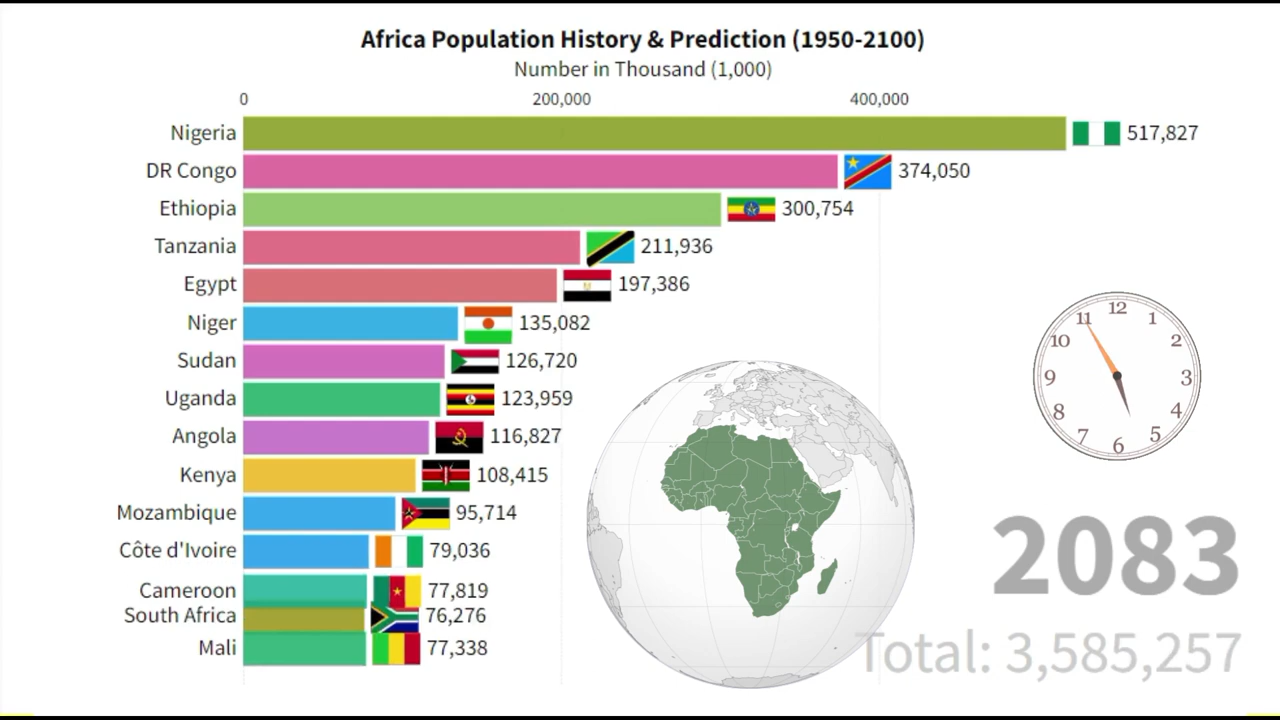 Africa Population History & Prediction (1950-2100)
Number in Thousand (1,000)
0 200,000 400,000
Nigeria 517,827
DR Congo 374,050
Ethiopia 300,754
Tanzania 211,936
Egypt 197,386
Niger 135,082
Sudan 126,720
Uganda 123,959
Angola 116,827
Kenya 108,415
Mozambique 95,714
Côte d'Ivoire 79,036
Cameroon 77,819
South Africa 76,276
Mali 77,338
12
1
2
3
4
5
6
7
8
9
10
11
2083
Total: 3,585,257